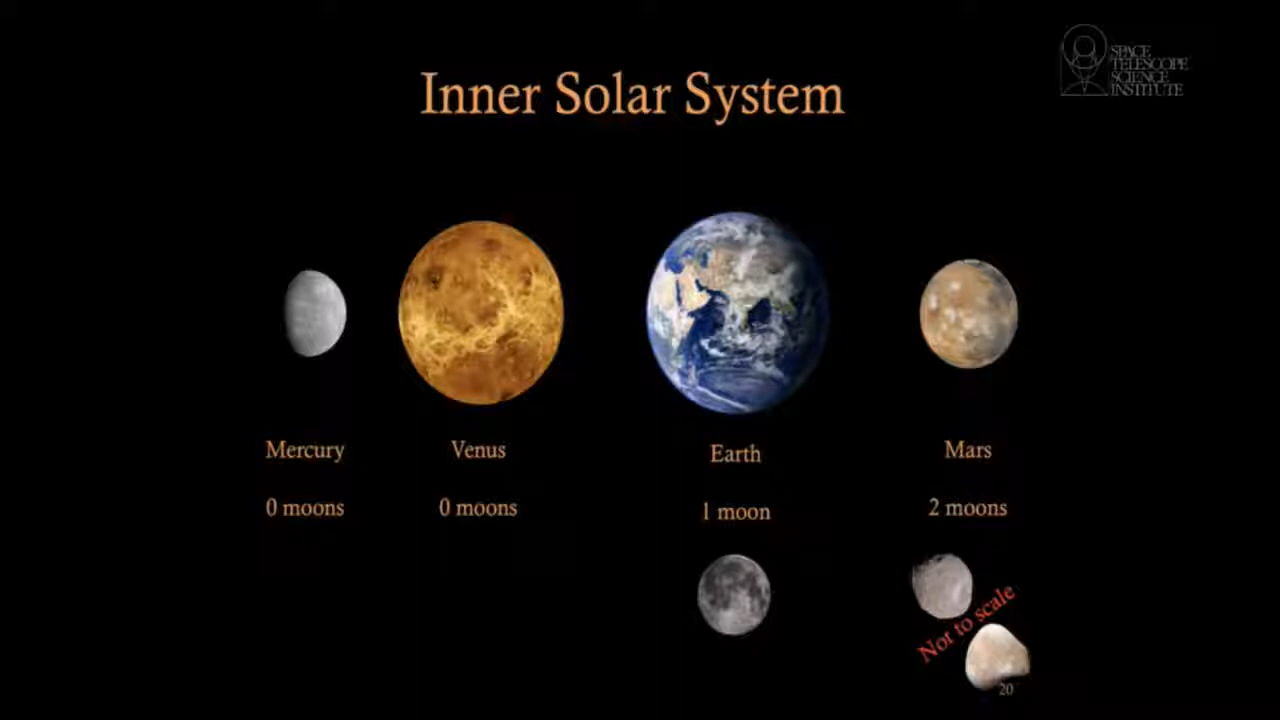 SPACE
TELESCOPE
SCIENCE
INSTITUTE
Inner Solar System
Mercury
Venus
Earth
Mars
0 moons
0 moons
1 moon
2 moons
Not to scale
20